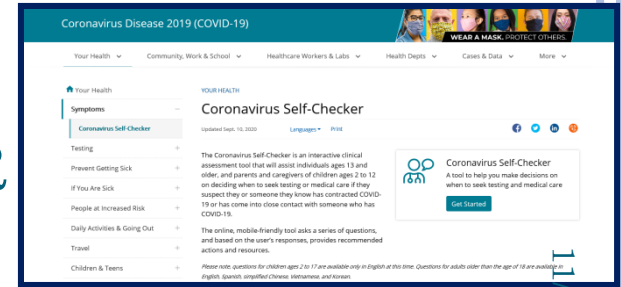 Coronavirus Disease 2019 (COVID-19)
WEAR A MASK. PROTECT OTHERS.
Your Health Community, Work & School Healthcare Workers & Labs Health Depts Cases & Data More
Your Health
Symptoms
Coronavirus Self-Checker
Testing
Prevent Getting Sick
If You Are Sick
People at Increased Risk
Daily Activities & Going Out
Travel
Children & Teens
YOUR HEALTH
Coronavirus Self-Checker
Updated Sept. 10, 2020 Languages Print
The Coronavirus Self-Checker is an interactive clinical
assessment tool that will assist individuals ages 13 and
older, and parents and caregivers of children ages 2 to 12
on deciding when to seek testing or medical care if they
suspect they or someone they know has contracted COVID-
19 or has come into close contact with someone who has
COVID-19.
The online, mobile-friendly tool asks a series of questions,
and based on the user's responses, provides recommended
actions and resources.
Please note, questions for children ages 2 to 17 are available only in English at this time. Questions for adults older than the age of 18 are available in
English, Spanish, simplified Chinese, Vietnamese, and Korean.
Coronavirus Self-Checker
A tool to help you make decisions on
when to seek testing and medical care
Get Started